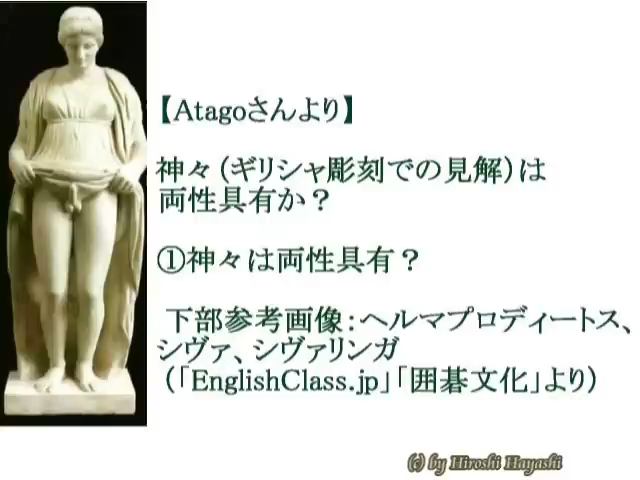 【Atagoさんより】
神々（ギリシャ彫刻での見解）は
両性具有か？
①神々は両性具有？
下部参考画像：ヘルマプロディートス、
シヴァ、シヴァリンガ
（「EnglishClass.jp」「囲碁文化」より）
(c) by Hiroshi Hayashi